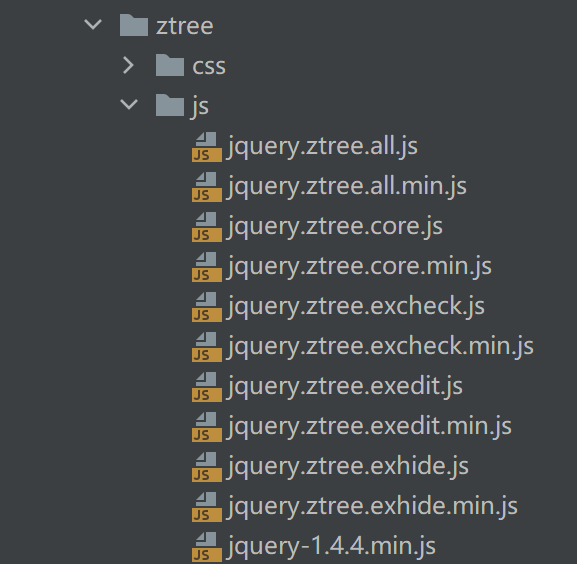 ztree
css
js
JS jquery.ztree.all.js
JS jquery.ztree.all.min.js
JS jquery.ztree.core.js
JS jquery.ztree.core.min.js
JS jquery.ztree.excheck.js
JS jquery.ztree.excheck.min.js
JS jquery.ztree.exedit.js
JS jquery.ztree.exedit.min.js
JS jquery.ztree.exhide.js
JS jquery.ztree.exhide.min.js
JS jquery-1.4.4.min.js